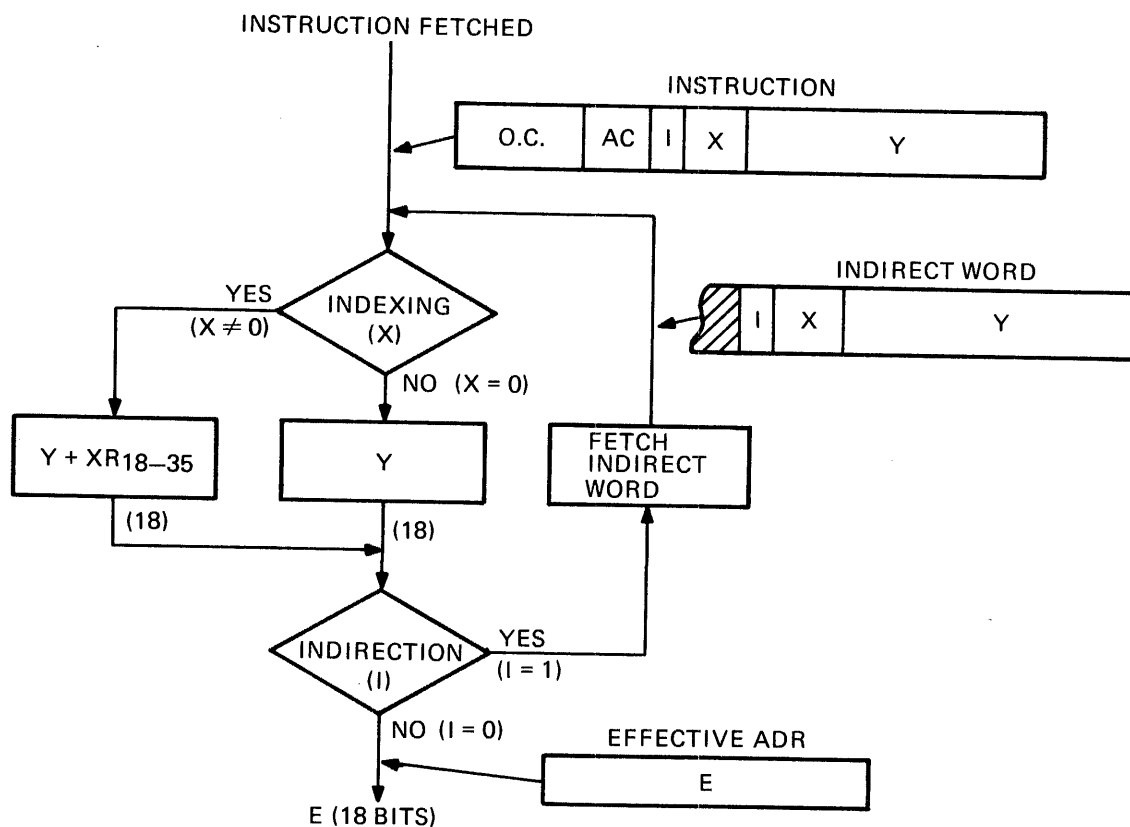 INSTRUCTION FETCHED
INSTRUCTION
O.C. AC I X Y
INDIRECT WORD
I X Y
YES
(X ≠ 0)
INDEXING
(X)
NO (X = 0)
Y + XR18–35
Y
FETCH
INDIRECT
WORD
(18)
(18)
INDIRECTION
(I)
YES
(I = 1)
NO (I = 0)
EFFECTIVE ADR
E
E (18 BITS)